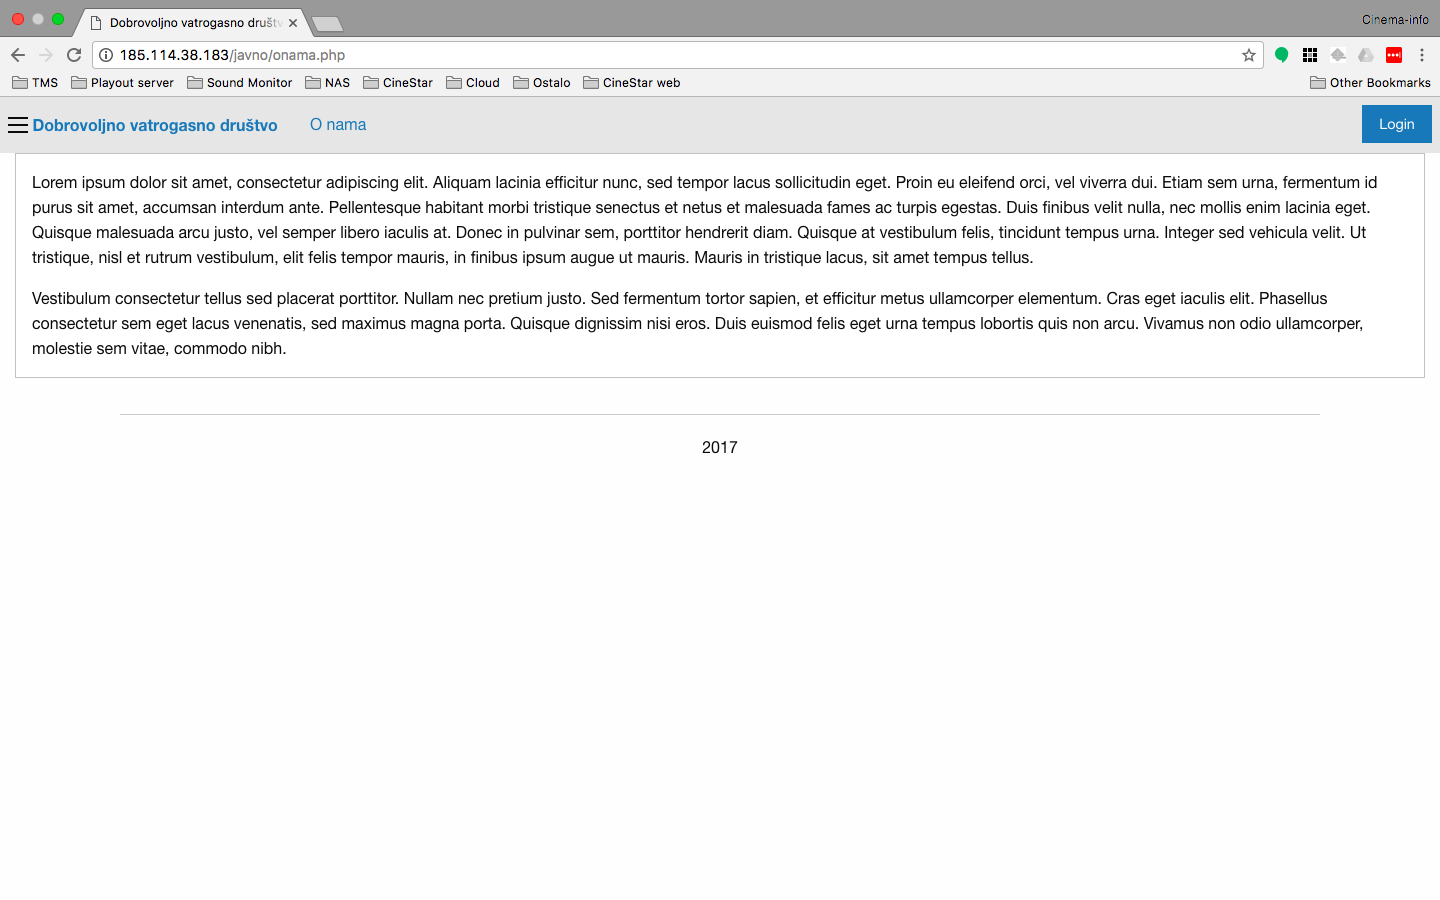 Dobrovoljno vatrogasno društv
Cinema-info
185.114.38.183/javno/onama.php
TMS Playout server Sound Monitor NAS CineStar Cloud Ostalo CineStar web Other Bookmarks
Dobrovoljno vatrogasno društvo O nama Login
Lorem ipsum dolor sit amet, consectetur adipiscing elit. Aliquam lacinia efficitur nunc, sed tempor lacus sollicitudin eget. Proin eu eleifend orci, vel viverra dui. Etiam sem urna, fermentum id
purus sit amet, accumsan interdum ante. Pellentesque habitant morbi tristique senectus et netus et malesuada fames ac turpis egestas. Duis finibus velit nulla, nec mollis enim lacinia eget.
Quisque malesuada arcu justo, vel semper libero iaculis at. Donec in pulvinar sem, porttitor hendrerit diam. Quisque at vestibulum felis, tincidunt tempus urna. Integer sed vehicula velit. Ut
tristique, nisl et rutrum vestibulum, elit felis tempor mauris, in finibus ipsum augue ut mauris. Mauris in tristique lacus, sit amet tempus tellus.
Vestibulum consectetur tellus sed placerat porttitor. Nullam nec pretium justo. Sed fermentum tortor sapien, et efficitur metus ullamcorper elementum. Cras eget iaculis elit. Phasellus
consectetur sem eget lacus venenatis, sed maximus magna porta. Quisque dignissim nisi eros. Duis euismod felis eget urna tempus lobortis quis non arcu. Vivamus non odio ullamcorper,
molestie sem vitae, commodo nibh.
2017